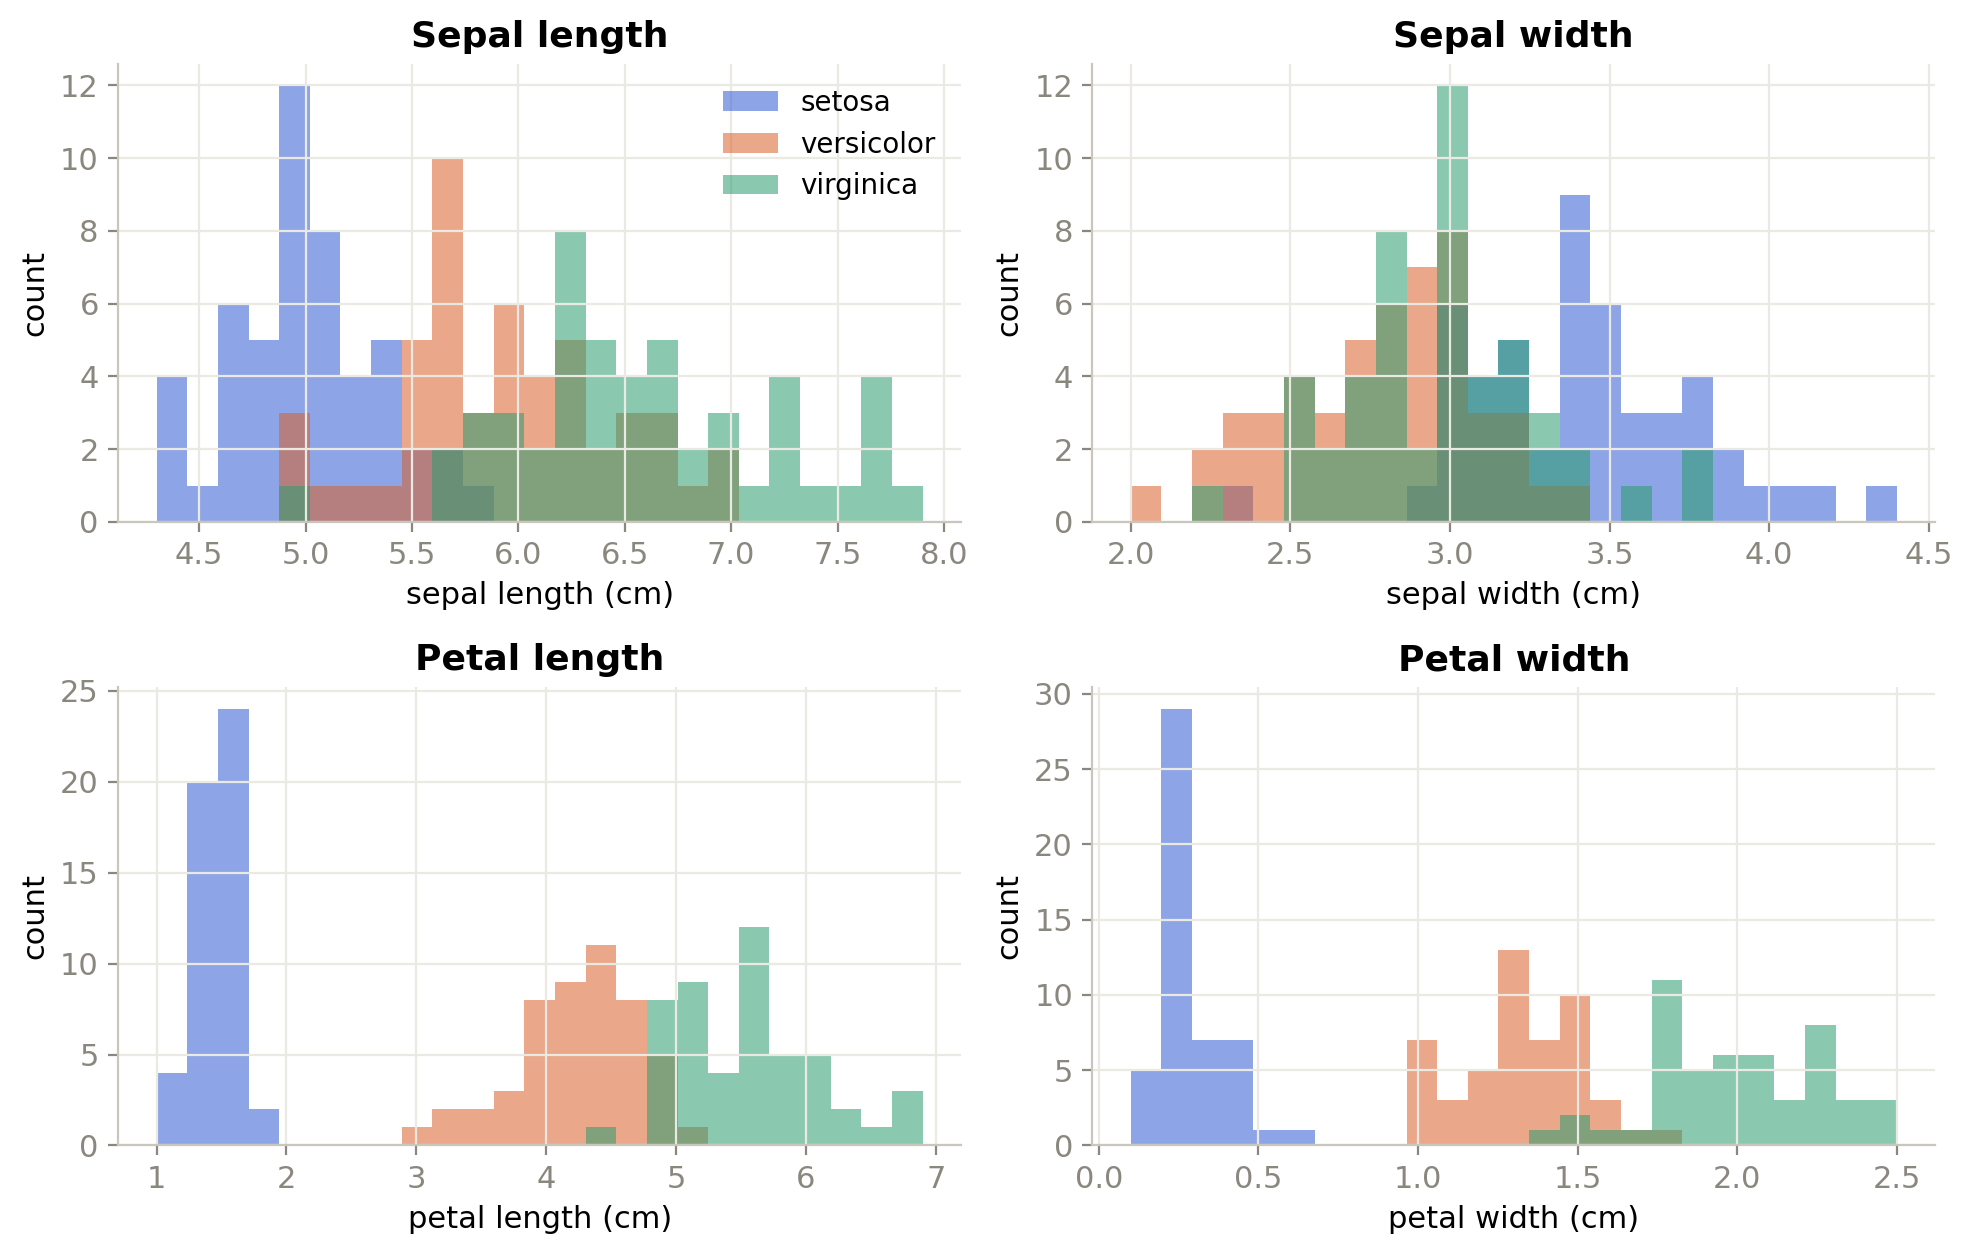 Sepal length
12
10
8
6
4
2
0
count
setosa
versicolor
virginica
4.5 5.0 5.5 6.0 6.5 7.0 7.5 8.0
sepal length (cm)
Sepal width
12
10
8
6
4
2
0
count
2.0 2.5 3.0 3.5 4.0 4.5
sepal width (cm)
Petal length
25
20
15
10
5
0
count
1 2 3 4 5 6 7
petal length (cm)
Petal width
30
25
20
15
10
5
0
count
0.0 0.5 1.0 1.5 2.0 2.5
petal width (cm)